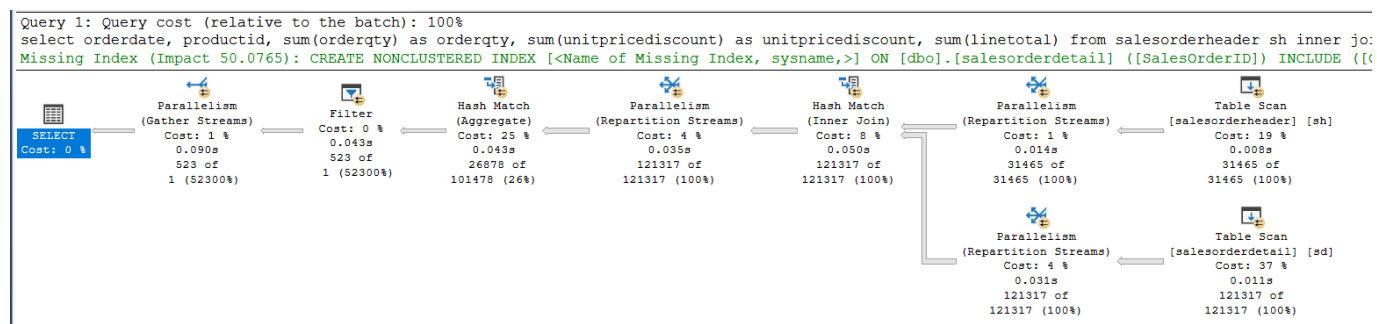 Query 1: Query cost (relative to the batch): 100%
select orderdate, productid, sum(orderqty) as orderqty, sum(unitpricediscount) as unitpricediscount, sum(linetotal) from salesorderheader sh inner joi
Missing Index (Impact 50.0765): CREATE NONCLUSTERED INDEX [<Name of Missing Index, sysname,>] ON [dbo].[salesorderdetail] ([SalesOrderID]) INCLUDE ([
SELECT
Cost: 0 %
Parallelism
(Gather Streams)
Cost: 1 %
0.090s
523 of
1 (52300%)
Filter
Cost: 0 %
0.043s
523 of
1 (52300%)
Hash Match
(Aggregate)
Cost: 25 %
0.043s
26878 of
101478 (26%)
Parallelism
(Repartition Streams)
Cost: 4 %
0.035s
121317 of
121317 (100%)
Hash Match
(Inner Join)
Cost: 8 %
0.050s
121317 of
121317 (100%)
Parallelism
(Repartition Streams)
Cost: 1 %
0.014s
31465 of
31465 (100%)
Table Scan
[salesorderheader] [sh]
Cost: 19 %
0.008s
31465 of
31465 (100%)
Parallelism
(Repartition Streams)
Cost: 4 %
0.031s
121317 of
121317 (100%)
Table Scan
[salesorderdetail] [sd]
Cost: 37 %
0.011s
121317 of
121317 (100%)